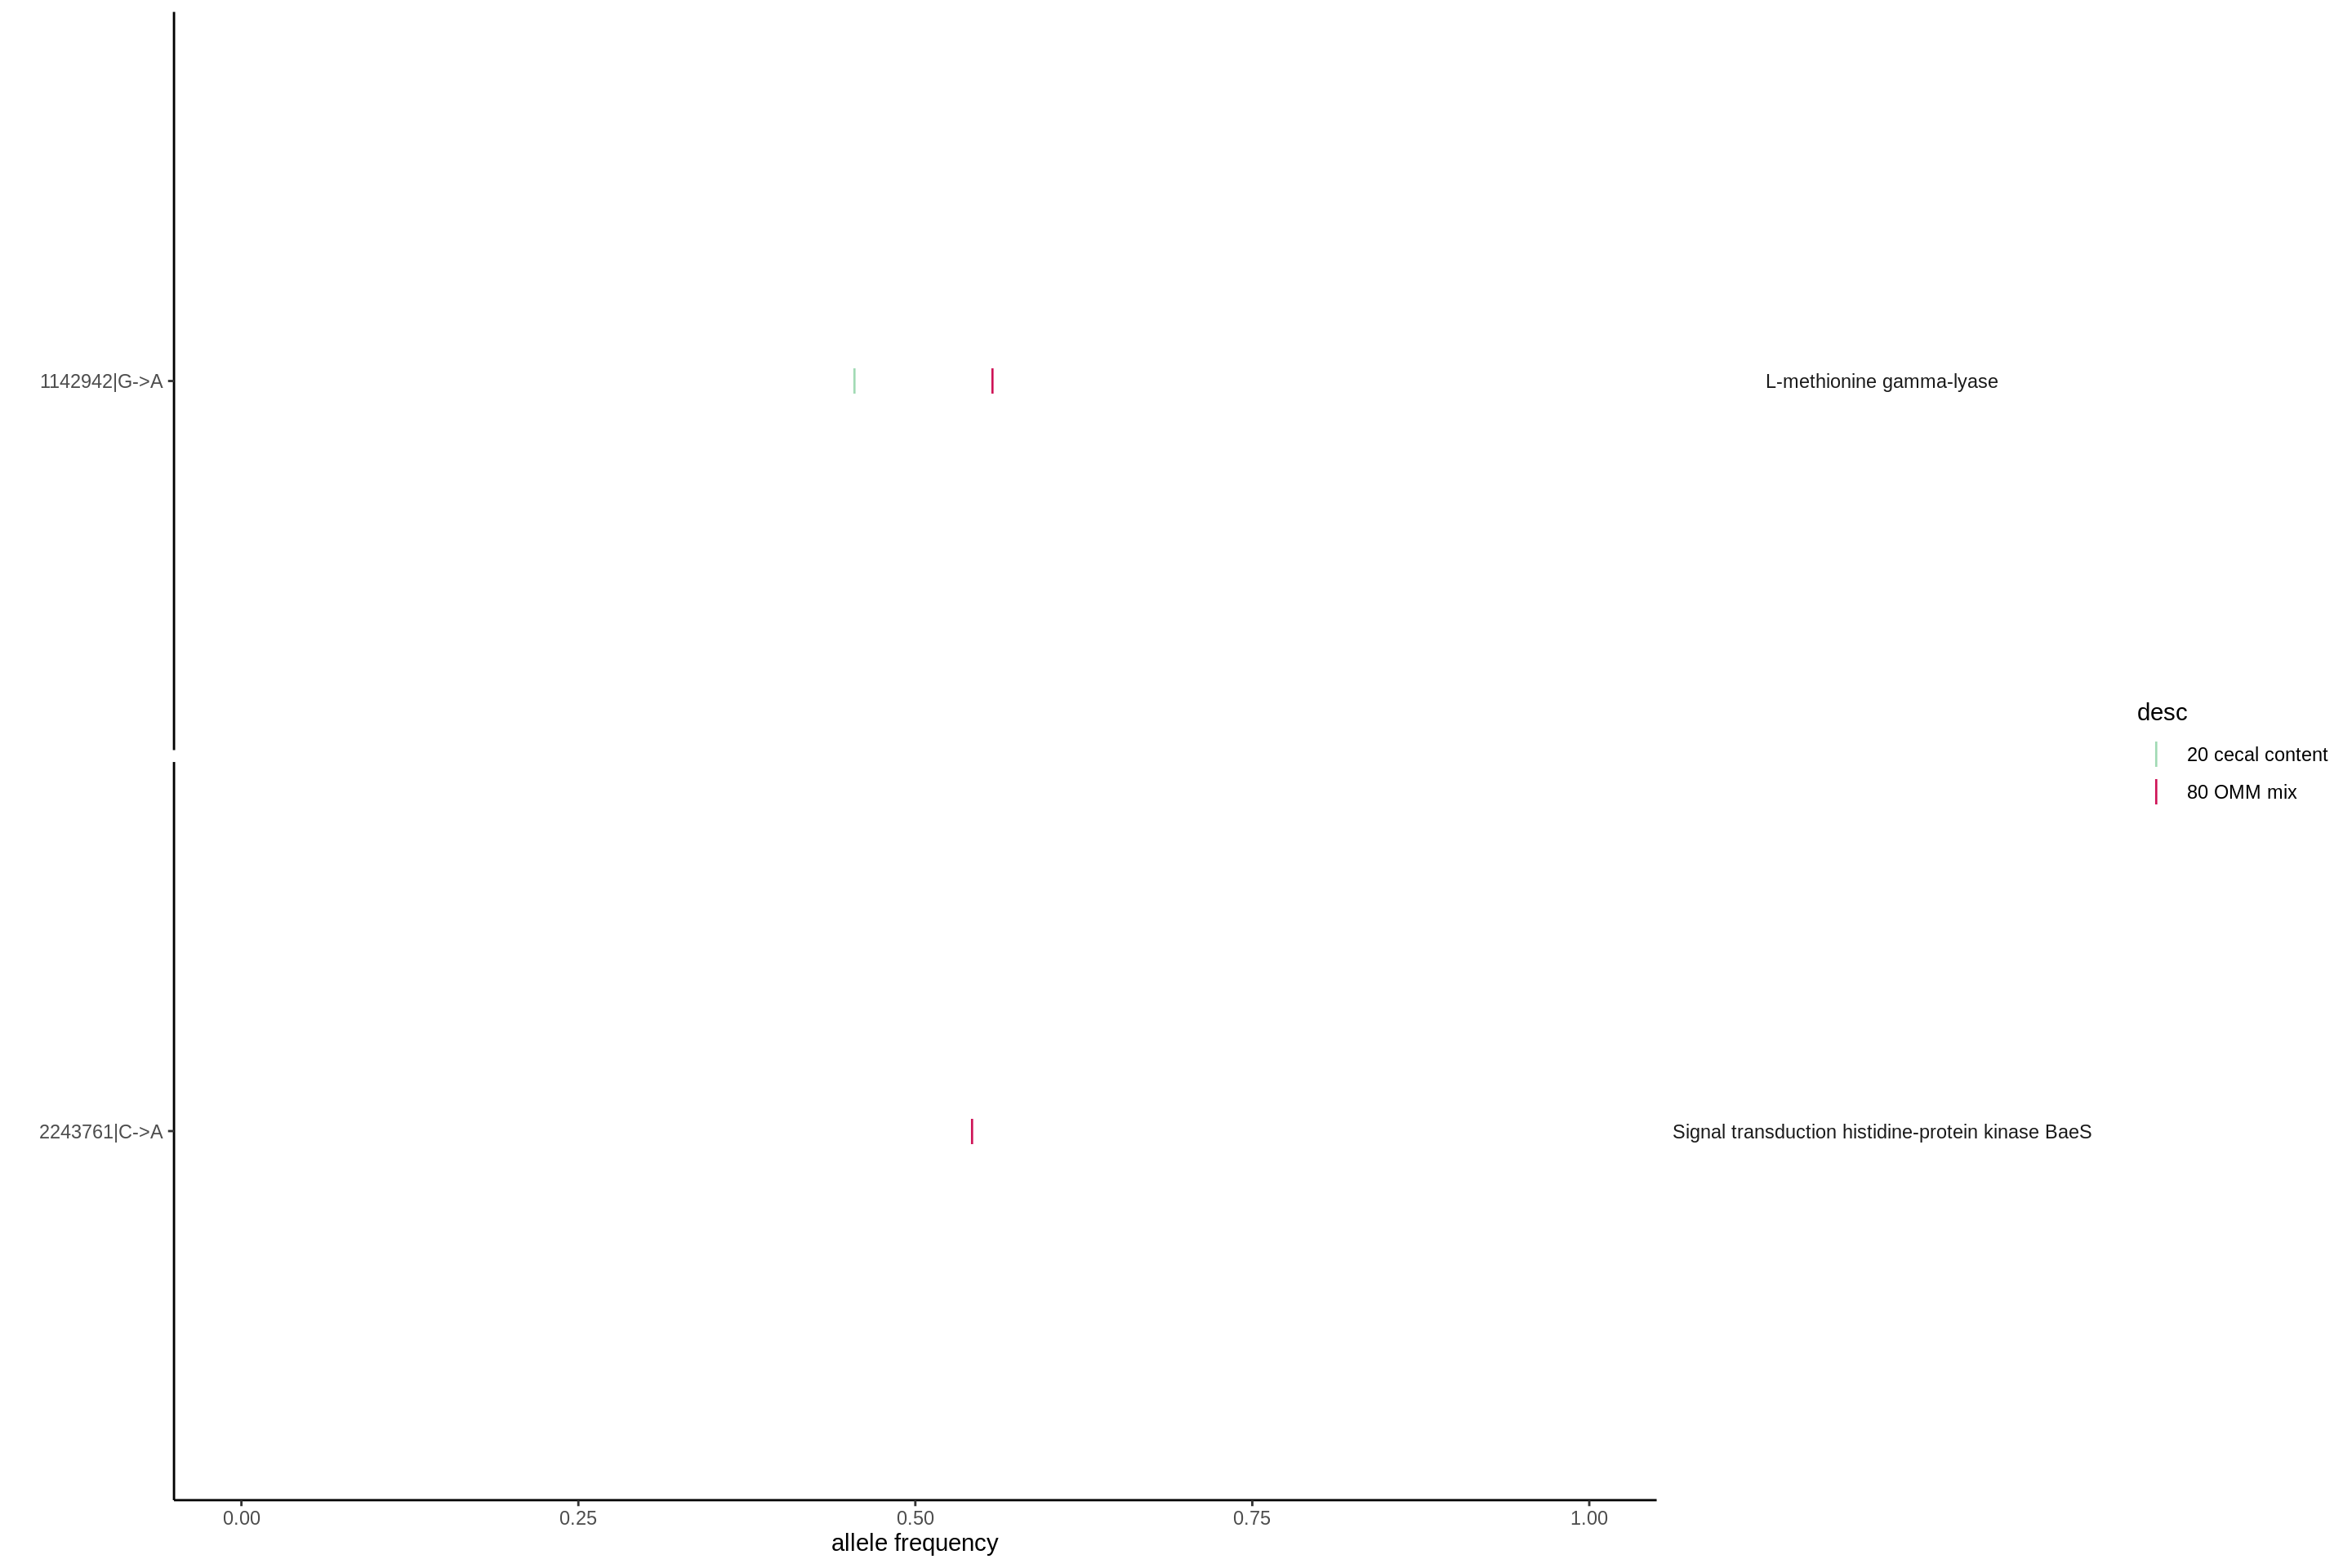 1142942|G->A
L-methionine gamma-lyase
desc
20 cecal content
80 OMM mix
2243761|C->A
Signal transduction histidine-protein kinase BaeS
0.00
0.25
0.50
0.75
1.00
allele frequency